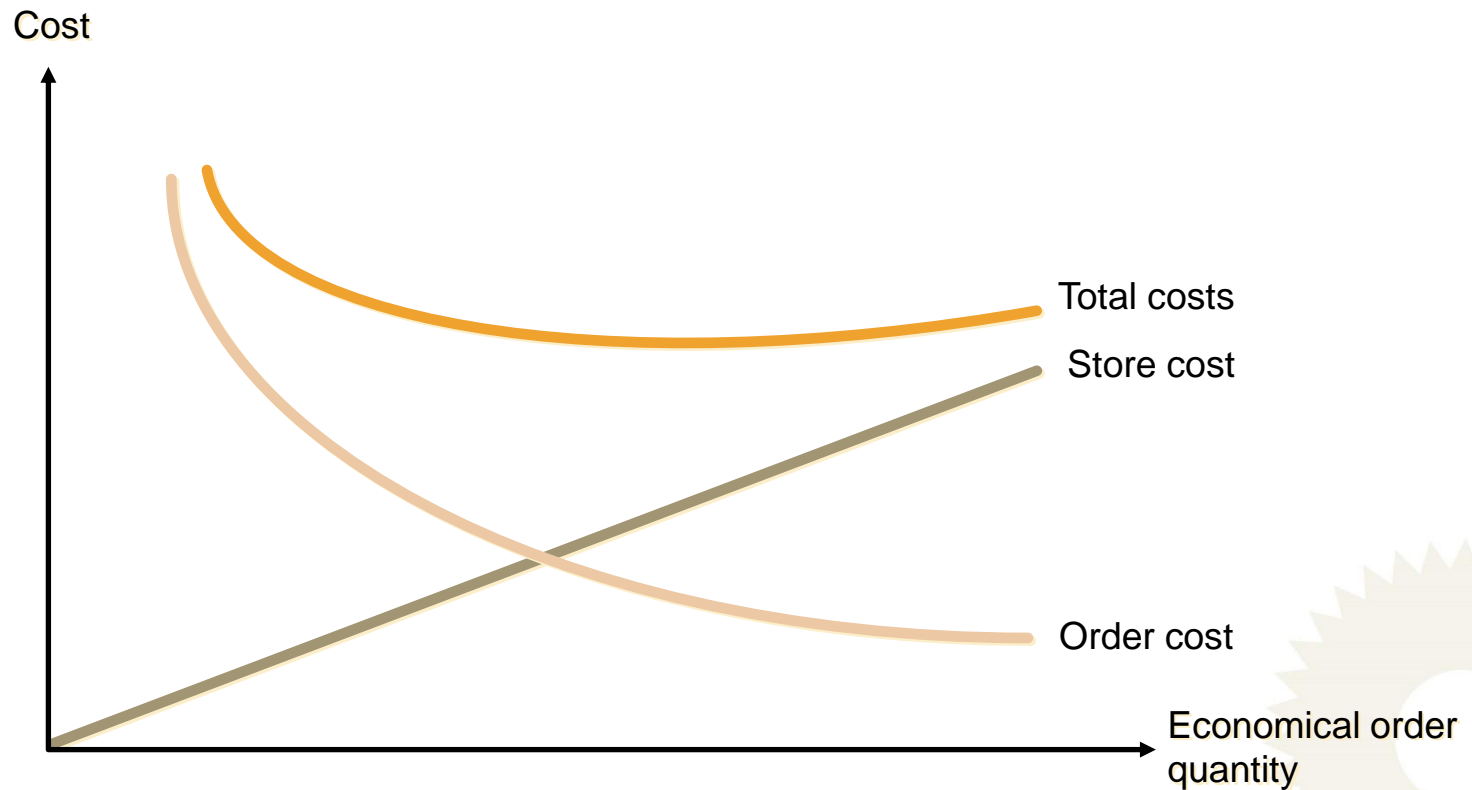 Cost
Total costs
Store cost
Order cost
Economical order
quantity